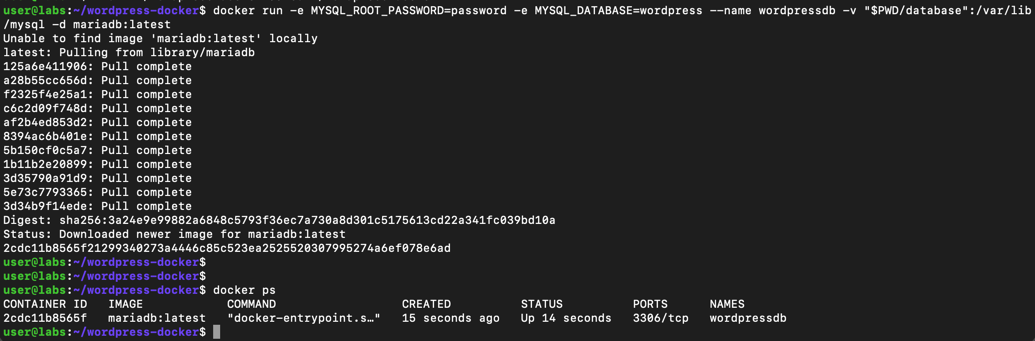 user@labs:~/wordpress-docker$ docker run -e MYSQL_ROOT_PASSWORD=password -e MYSQL_DATABASE=wordpress --name wordpressdb -v "$PWD/database":/var/lib
/mysql -d mariadb:latest
Unable to find image 'mariadb:latest' locally
latest: Pulling from library/mariadb
125a6e411906: Pull complete
a28b55cc656d: Pull complete
f2325f4e25a1: Pull complete
c6c2d09f748d: Pull complete
af2b4ed853d2: Pull complete
8394ac6b401e: Pull complete
5b150cf0c5a7: Pull complete
1b11b2e20899: Pull complete
3d35790a91d9: Pull complete
5e73c7793365: Pull complete
3d34b9f14ede: Pull complete
Digest: sha256:3a24e9e99882a6848c5793f36ec7a730a8d301c5175613cd22a341fc039bd10a
Status: Downloaded newer image for mariadb:latest
2cdc11b8565f21299340273a4446c85c523ea2525520307995274a6ef078e6ad
user@labs:~/wordpress-docker$
user@labs:~/wordpress-docker$
user@labs:~/wordpress-docker$ docker ps
CONTAINER ID   IMAGE            COMMAND                  CREATED          STATUS          PORTS      NAMES
2cdc11b8565f   mariadb:latest   "docker-entrypoint.s…"   15 seconds ago   Up 14 seconds   3306/tcp   wordpressdb
user@labs:~/wordpress-docker$